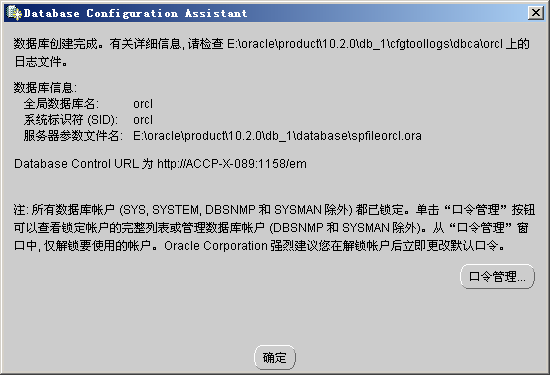 Database Configuration Assistant
数据库创建完成。有关详细信息, 请检查 E:\oracle\product\10.2.0\db_1\cfgtoollogs\dbca\orcl 上的
日志文件。
数据库信息:
全局数据库名: orcl
系统标识符 (SID): orcl
服务器参数文件名: E:\oracle\product\10.2.0\db_1\database\spfileorcl.ora
Database Control URL 为 http://ACCP-X-089:1158/em
注: 所有数据库帐户 (SYS, SYSTEM, DBSNMP 和 SYSMAN 除外) 都已锁定。单击“口令管理”按钮
可以查看锁定帐户的完整列表或管理数据库帐户 (DBSNMP 和 SYSMAN 除外)。从“口令管理”窗
口中, 仅解锁要使用的帐户。Oracle Corporation 强烈建议您在解锁帐户后立即更改默认口令。
口令管理...
确定